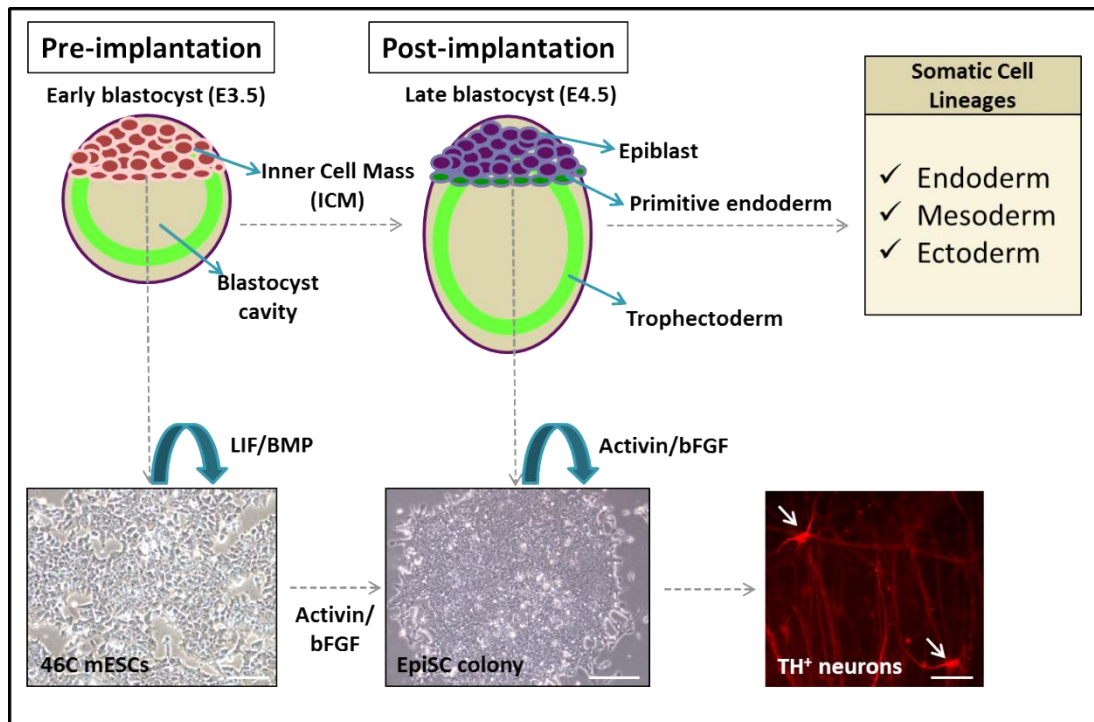 Pre-implantation
Post-implantation
Early blastocyst (E3.5)
Late blastocyst (E4.5)
Somatic Cell
Lineages
Inner Cell Mass
(ICM)
Epiblast
Primitive endoderm
✓ Endoderm
✓ Mesoderm
✓ Ectoderm
Blastocyst
cavity
Trophectoderm
LIF/BMP
Activin/bFGF
Activin/
bFGF
46C mESCs
EpiSC colony
TH⁺ neurons